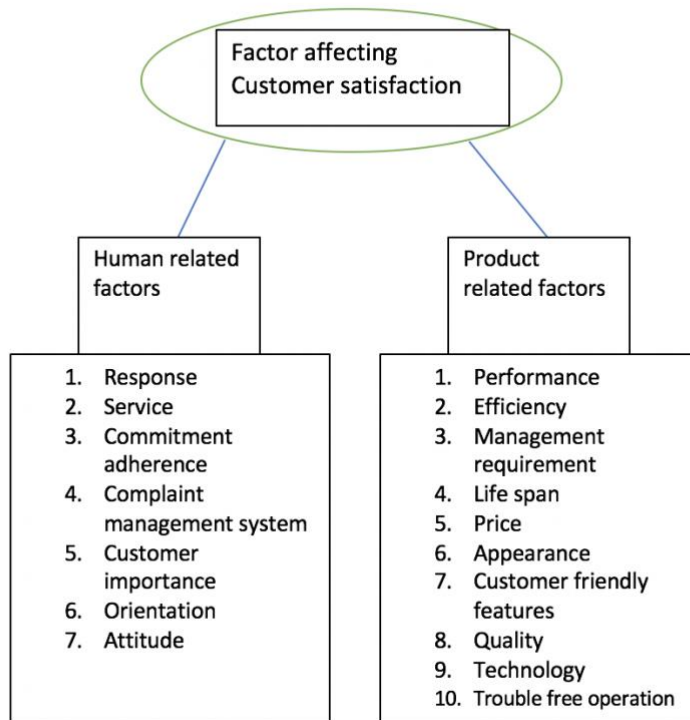 Factor affecting
Customer satisfaction
Human related
factors
1. Response
2. Service
3. Commitment
adherence
4. Complaint
management system
5. Customer
importance
6. Orientation
7. Attitude
Product
related factors
1. Performance
2. Efficiency
3. Management
requirement
4. Life span
5. Price
6. Appearance
7. Customer friendly
features
8. Quality
9. Technology
10. Trouble free operation